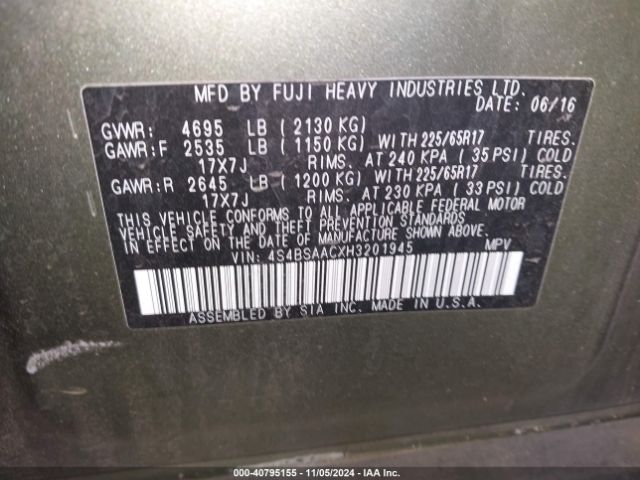 MFD BY FUJI HEAVY INDUSTRIES LTD.
DATE: 06/16
GVWR: 4695 LB ( 2130 KG)
GAWR:F 2535 LB ( 1150 KG) WITH 225/65R17 TIRES.
17X7J RIMS. AT 240 KPA ( 35 PSI) COLD
GAWR:R 2645 LB ( 1200 KG) WITH 225/65R17 TIRES.
17X7J RIMS. AT 230 KPA ( 33 PSI) COLD
THIS VEHICLE CONFORMS TO ALL APPLICABLE FEDERAL MOTOR
VEHICLE SAFETY, BUMPER, AND THEFT PREVENTION STANDARDS
IN EFFECT ON THE DATE OF MANUFACTURE SHOWN ABOVE.
VIN: 4S4BSAACXH3201945 MPV
ASSEMBLED BY SIA INC. MADE IN U.S.A.
000-40795155 - 11/05/2024 - IAA Inc.